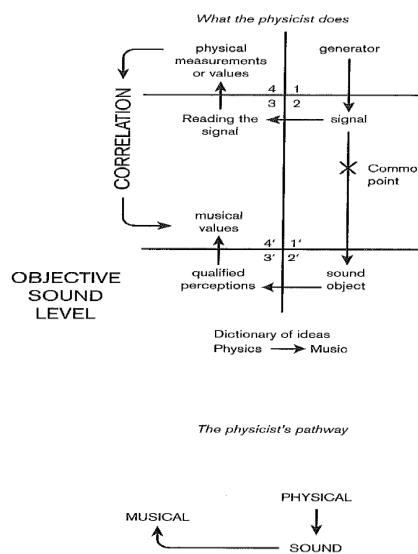 What the physicist does
physical
measurements
or values
generator
4 1
3 2
Reading the
signal
signal
CORRELATION
Commo
point
musical
values
4' 1'
3' 2'
OBJECTIVE
SOUND
LEVEL
qualified
perceptions
sound
object
Dictionary of ideas
Physics Music
The physicist's pathway
PHYSICAL
MUSICAL
SOUND